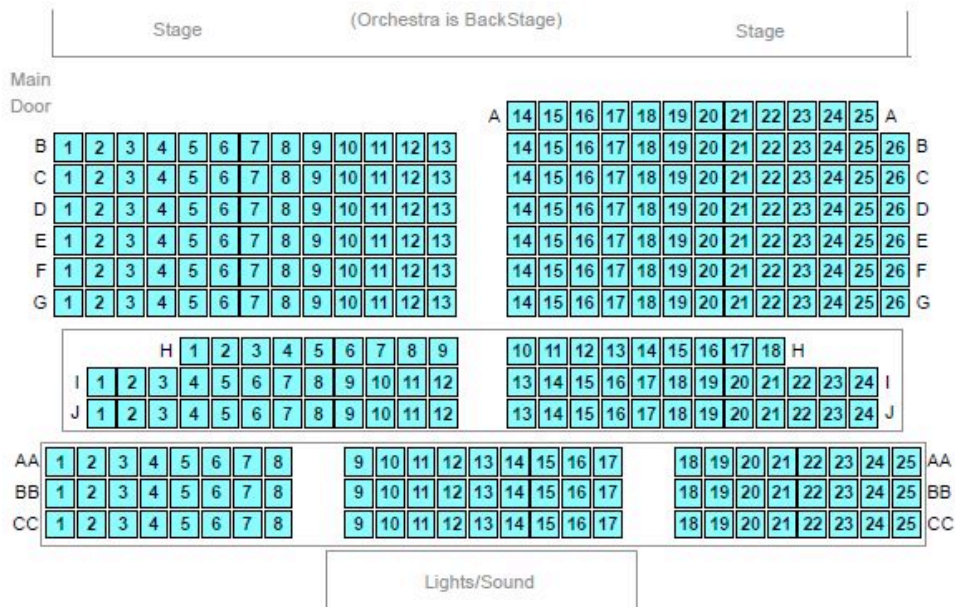 Stage (Orchestra is BackStage) Stage
Main
Door
A 14 15 16 17 18 19 20 21 22 23 24 25 A
B 1 2 3 4 5 6 7 8 9 10 11 12 13 14 15 16 17 18 19 20 21 22 23 24 25 26 B
C 1 2 3 4 5 6 7 8 9 10 11 12 13 14 15 16 17 18 19 20 21 22 23 24 25 26 C
D 1 2 3 4 5 6 7 8 9 10 11 12 13 14 15 16 17 18 19 20 21 22 23 24 25 26 D
E 1 2 3 4 5 6 7 8 9 10 11 12 13 14 15 16 17 18 19 20 21 22 23 24 25 26 E
F 1 2 3 4 5 6 7 8 9 10 11 12 13 14 15 16 17 18 19 20 21 22 23 24 25 26 F
G 1 2 3 4 5 6 7 8 9 10 11 12 13 14 15 16 17 18 19 20 21 22 23 24 25 26 G
H 1 2 3 4 5 6 7 8 9 10 11 12 13 14 15 16 17 18 H
I 1 2 3 4 5 6 7 8 9 10 11 12 13 14 15 16 17 18 19 20 21 22 23 24 I
J 1 2 3 4 5 6 7 8 9 10 11 12 13 14 15 16 17 18 19 20 21 22 23 24 J
AA 1 2 3 4 5 6 7 8 9 10 11 12 13 14 15 16 17 18 19 20 21 22 23 24 25 AA
BB 1 2 3 4 5 6 7 8 9 10 11 12 13 14 15 16 17 18 19 20 21 22 23 24 25 BB
CC 1 2 3 4 5 6 7 8 9 10 11 12 13 14 15 16 17 18 19 20 21 22 23 24 25 CC
Lights/Sound